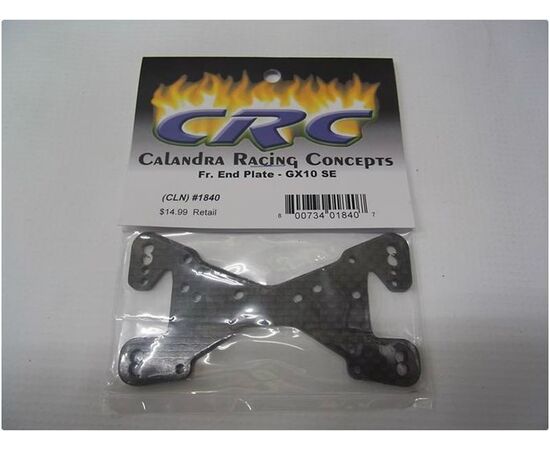 CRC
CALANDRA RACING CONCEPTS
Fr. End Plate - GX10 SE
(CLN) #1840
$14.99 Retail
8 00734 01840 7